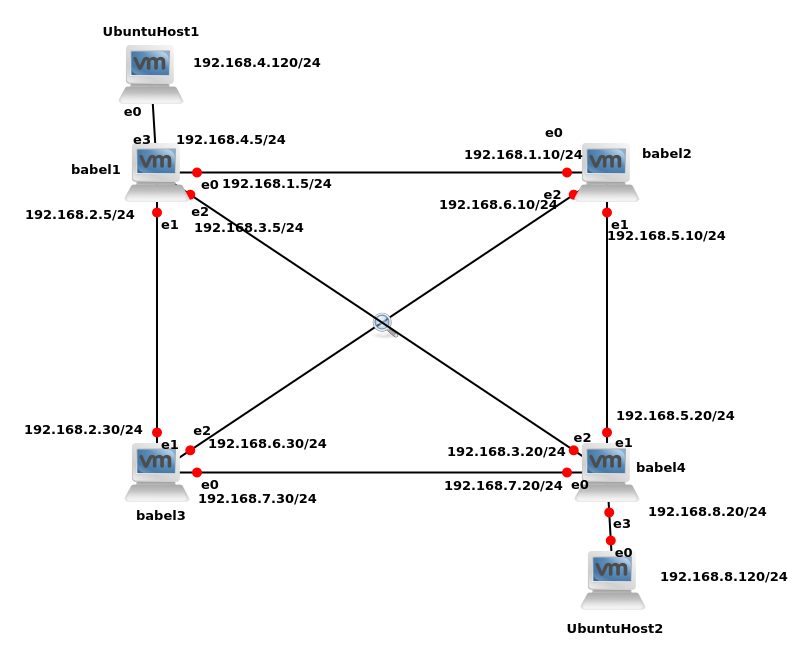 UbuntuHost1
vm
192.168.4.120/24
e0
e0
e3
192.168.4.5/24
vm
babel1
192.168.1.10/24
vm
babel2
e0
192.168.1.5/24
e2
192.168.6.10/24
192.168.2.5/24
e2
e1
192.168.3.5/24
e1
192.168.5.10/24
192.168.5.20/24
192.168.2.30/24
e2
192.168.6.30/24
e1
e2
e1
192.168.3.20/24
vm
vm
babel4
e0
192.168.7.30/24
192.168.7.20/24
e0
babel3
192.168.8.20/24
e3
e0
vm
192.168.8.120/24
UbuntuHost2